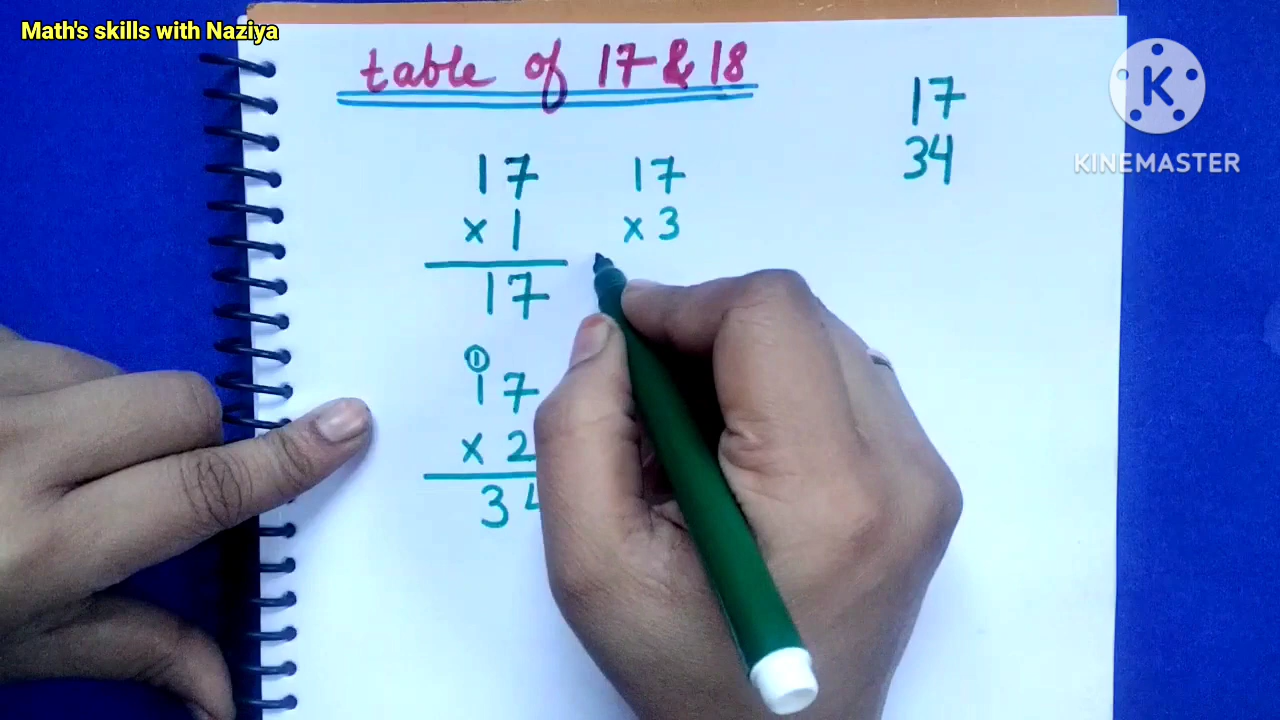 Math's skills with Naziya
table of 17 & 18
17
x 1
17
1
17
x 2
34
17
x 3
17
34
K
KINEMASTER